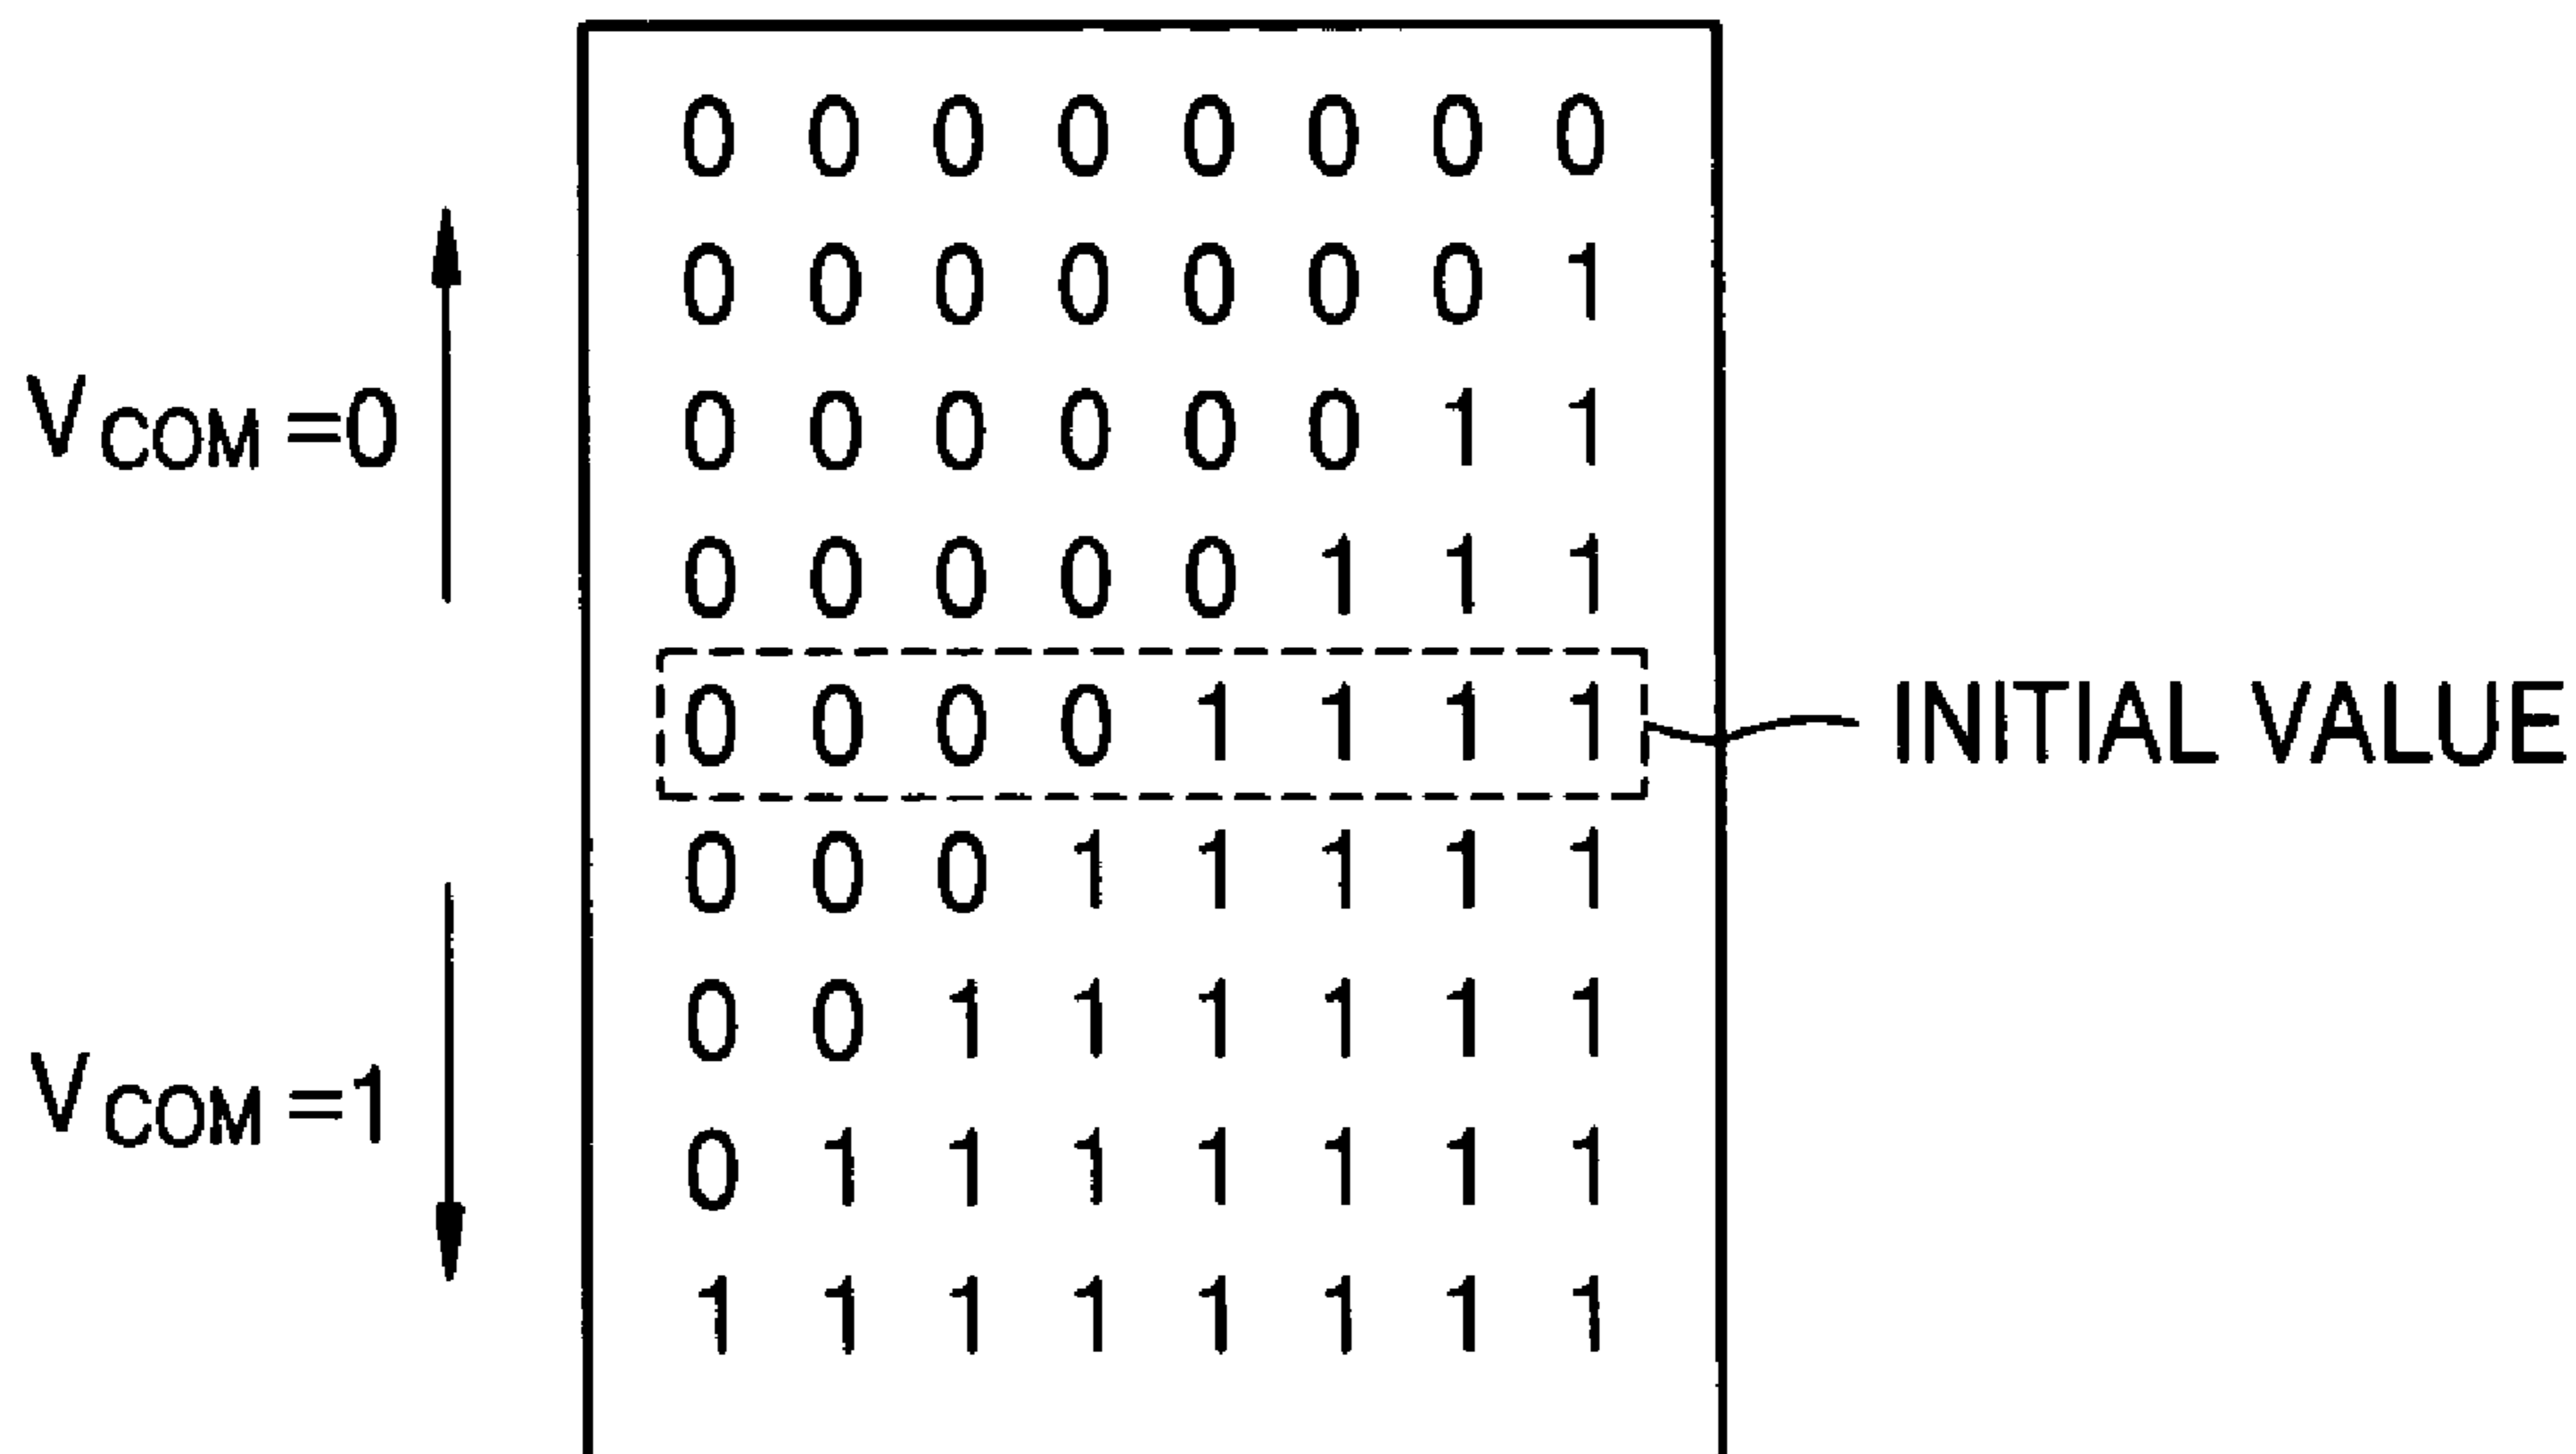 0 0 0 0 0 0 0 0
0 0 0 0 0 0 0 1
VCOM =0
0 0 0 0 0 0 1 1
0 0 0 0 0 1 1 1
0 0 0 0 1 1 1 1
INITIAL VALUE
0 0 0 1 1 1 1 1
0 0 1 1 1 1 1 1
VCOM =1
0 1 1 1 1 1 1 1
1 1 1 1 1 1 1 1